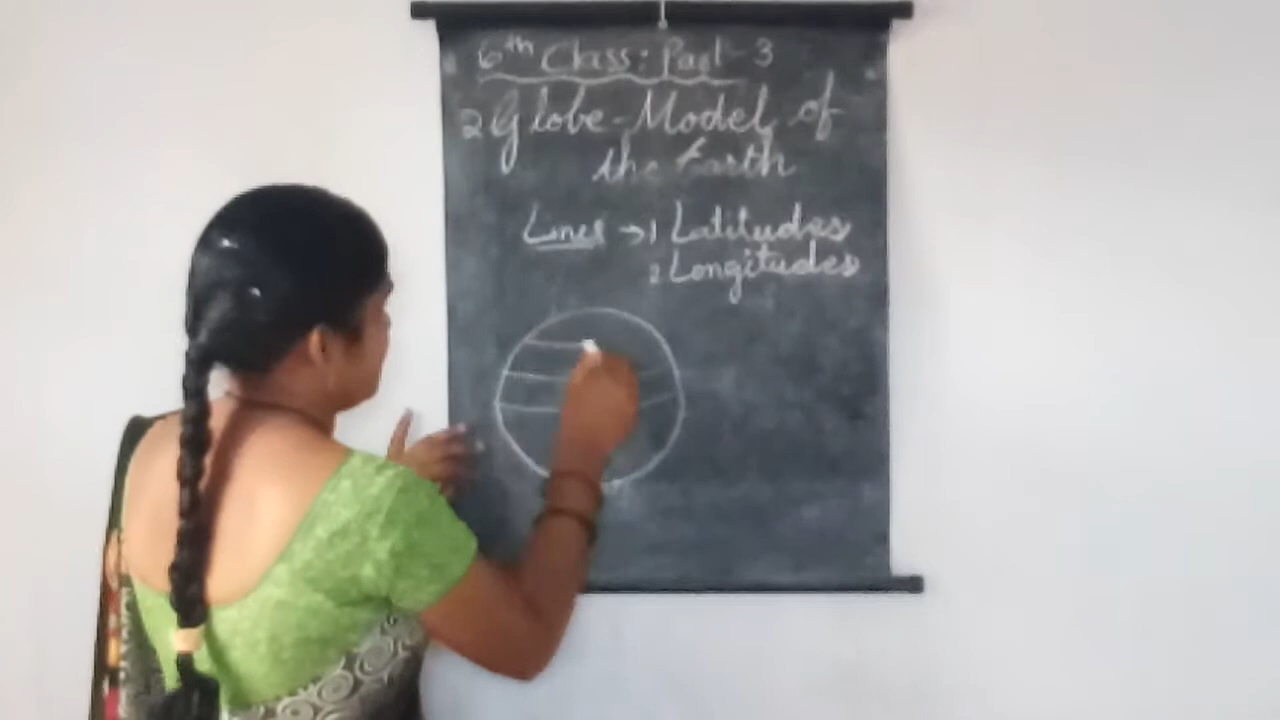 6th Class: Part-3
2 Globe-Model of
the Earth
Lines →1 Latitudes
2 Longitudes